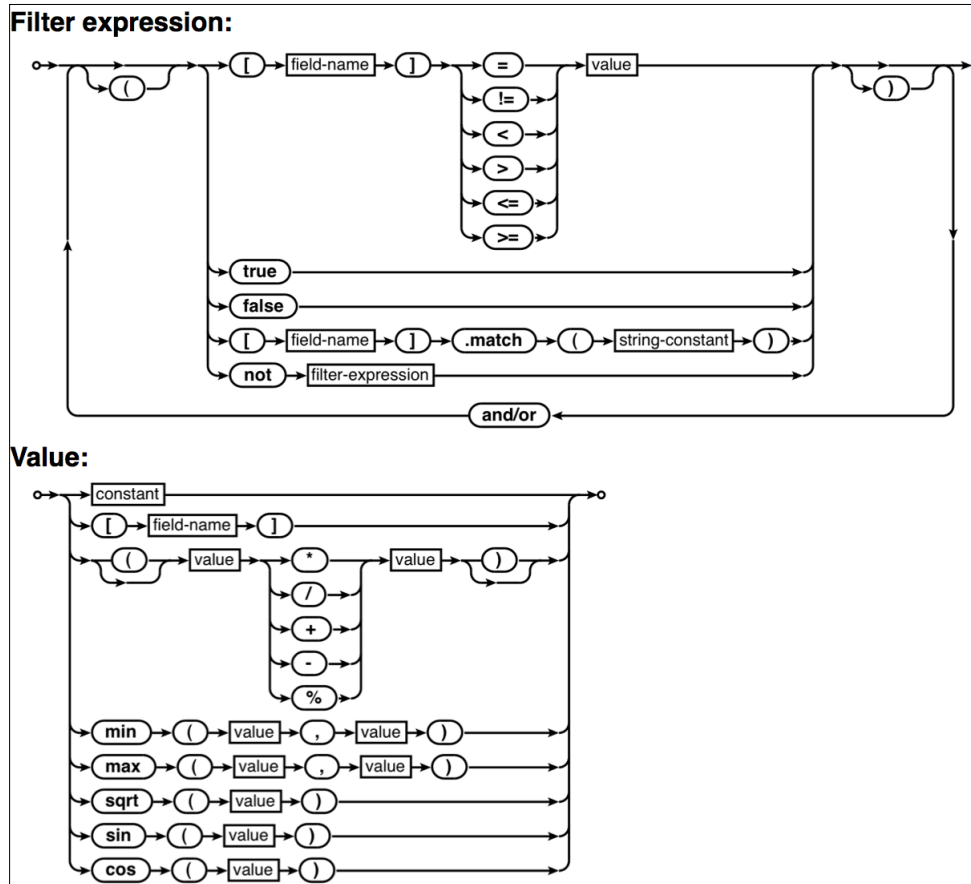 Filter expression:
[ field-name ] = value
( )
!=
<
>
<=
>=
true
false
[ field-name ] .match ( string-constant )
not filter-expression
and/or
Value:
constant
[ field-name ]
( value * value )
/
+
-
%
min ( value , value )
max ( value , value )
sqrt ( value )
sin ( value )
cos ( value )